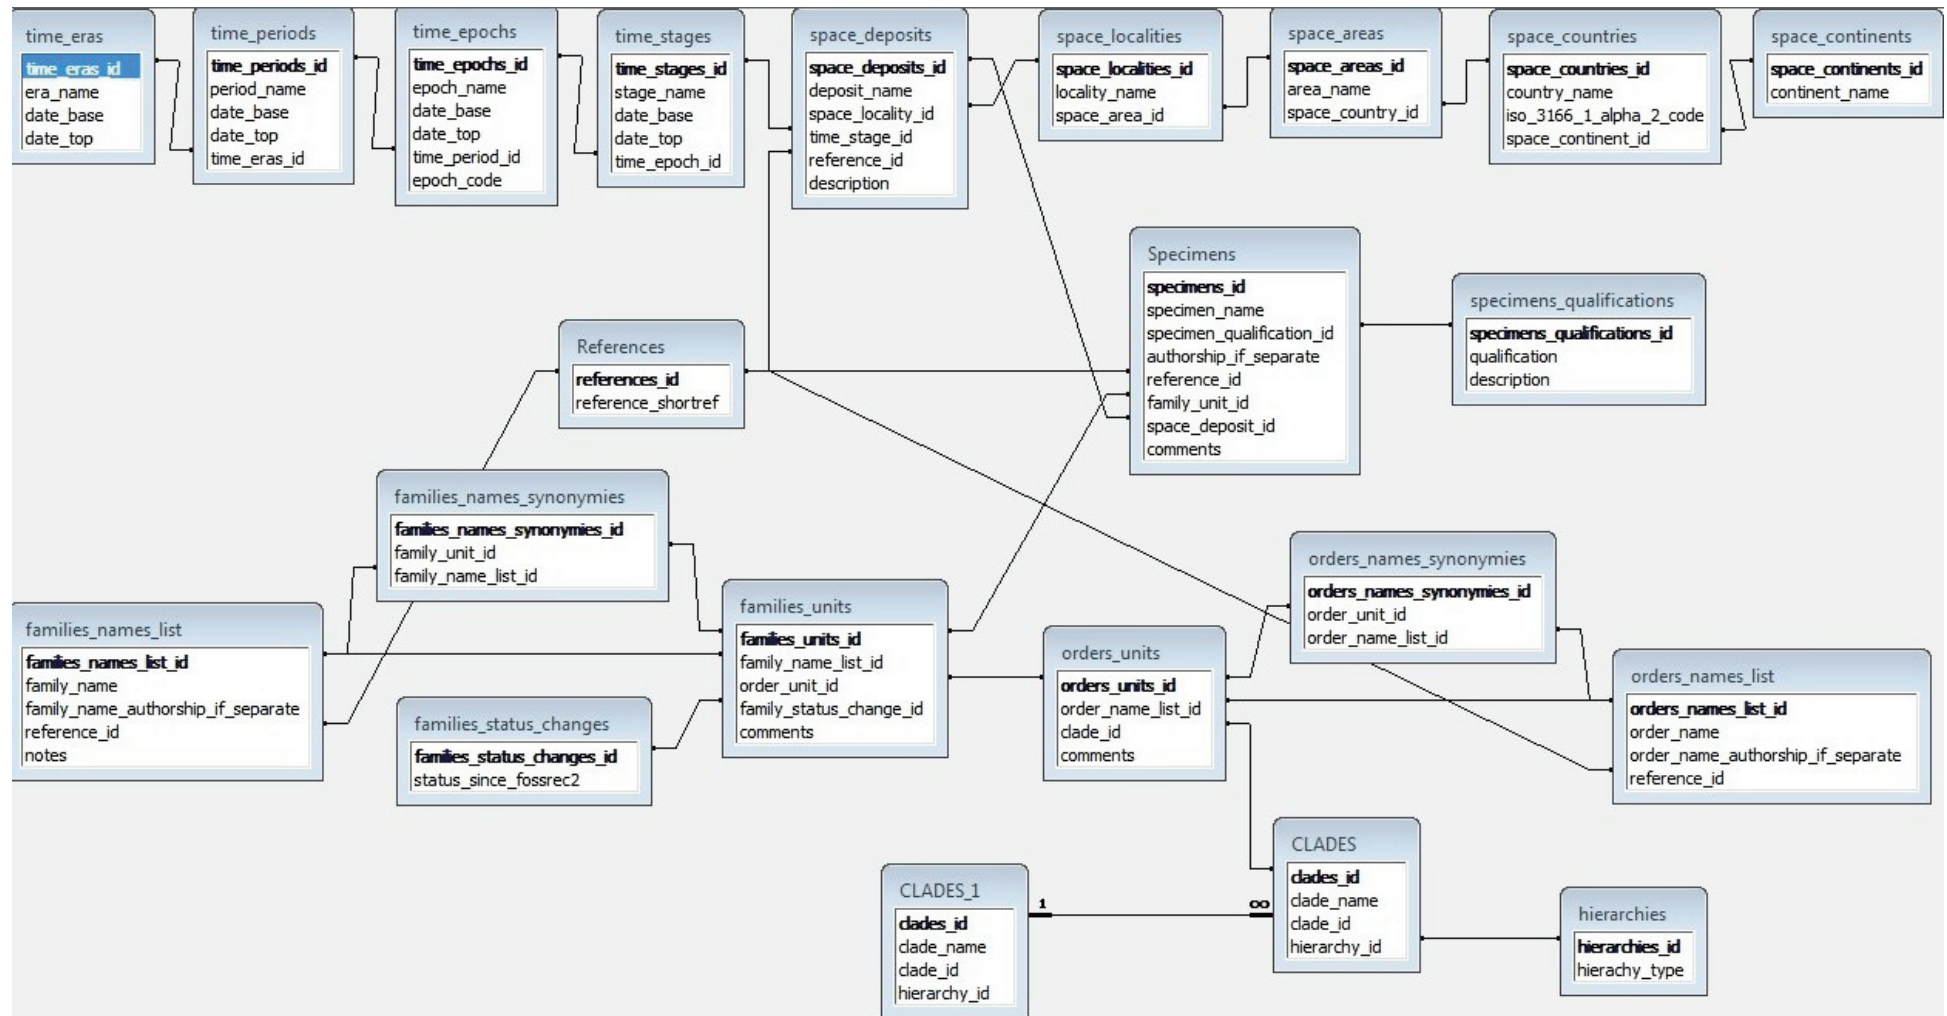 time_eras
time_eras_id
era_name
date_base
date_top
time_periods
time_periods_id
period_name
date_base
date_top
time_eras_id
time_epochs
time_epochs_id
epoch_name
date_base
date_top
time_period_id
epoch_code
time_stages
time_stages_id
stage_name
date_base
date_top
time_epoch_id
space_deposits
space_deposits_id
deposit_name
space_locality_id
time_stage_id
reference_id
description
space_localities
space_localities_id
locality_name
space_area_id
space_areas
space_areas_id
area_name
space_country_id
space_countries
space_countries_id
country_name
iso_3166_1_alpha_2_code
space_continent_id
space_continents
space_continents_id
continent_name
Specimens
specimens_id
specimen_name
specimen_qualification_id
authorship_if_separate
reference_id
family_unit_id
space_deposit_id
comments
specimens_qualifications
specimens_qualifications_id
qualification
description
References
references_id
reference_shortref
families_names_synonymies
families_names_synonymies_id
family_unit_id
family_name_list_id
families_names_list
families_names_list_id
family_name
family_name_authorship_if_separate
reference_id
notes
families_status_changes
families_status_changes_id
status_since_fossrec2
families_units
families_units_id
family_name_list_id
order_unit_id
family_status_change_id
comments
orders_units
orders_units_id
order_name_list_id
clade_id
comments
orders_names_synonymies
orders_names_synonymies_id
order_unit_id
order_name_list_id
orders_names_list
orders_names_list_id
order_name
order_name_authorship_if_separate
reference_id
CLADES_1
clades_id
clade_name
clade_id
hierarchy_id
1
∞
CLADES
clades_id
clade_name
clade_id
hierarchy_id
hierarchies
hierarchies_id
hierachy_type